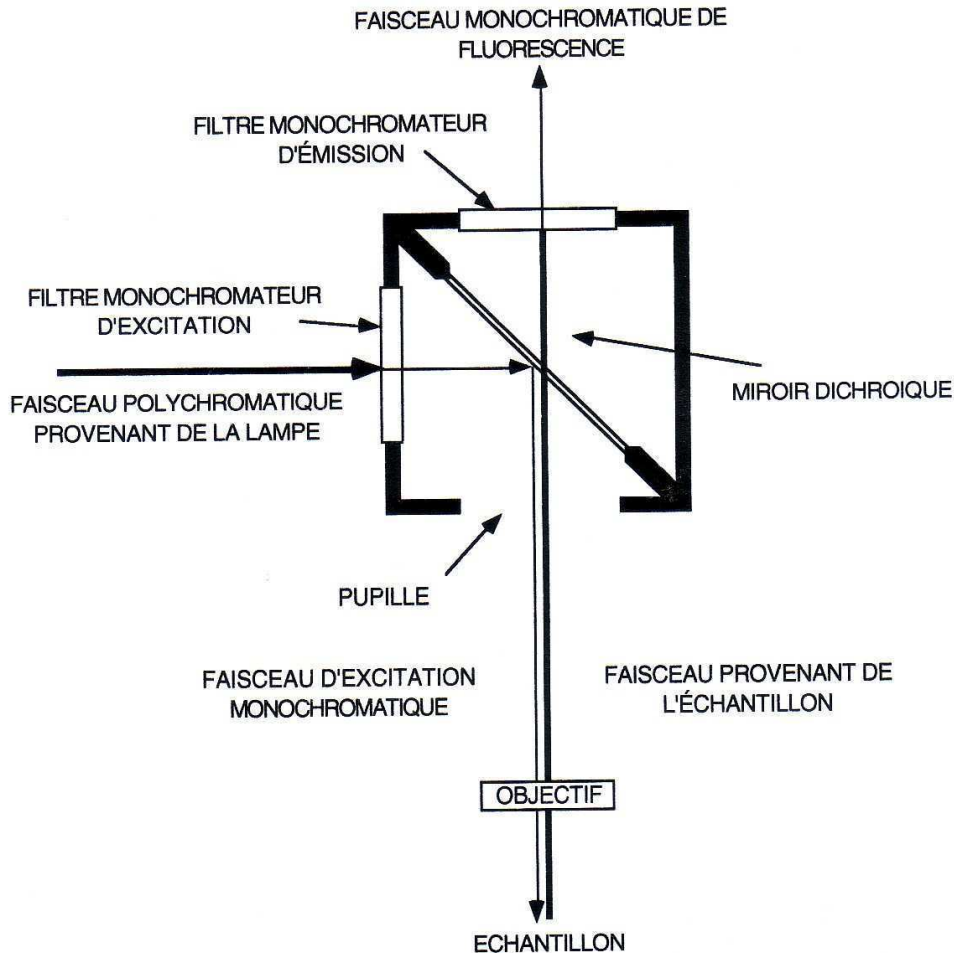 FAISCEAU MONOCHROMATIQUE DE
FLUORESCENCE
FILTRE MONOCHROMATEUR
D'ÉMISSION
FILTRE MONOCHROMATEUR
D'EXCITATION
FAISCEAU POLYCHROMATIQUE
PROVENANT DE LA LAMPE
MIROIR DICHROIQUE
PUPILLE
FAISCEAU D'EXCITATION
MONOCHROMATIQUE
FAISCEAU PROVENANT DE
L'ÉCHANTILLON
OBJECTIF
ECHANTILLON